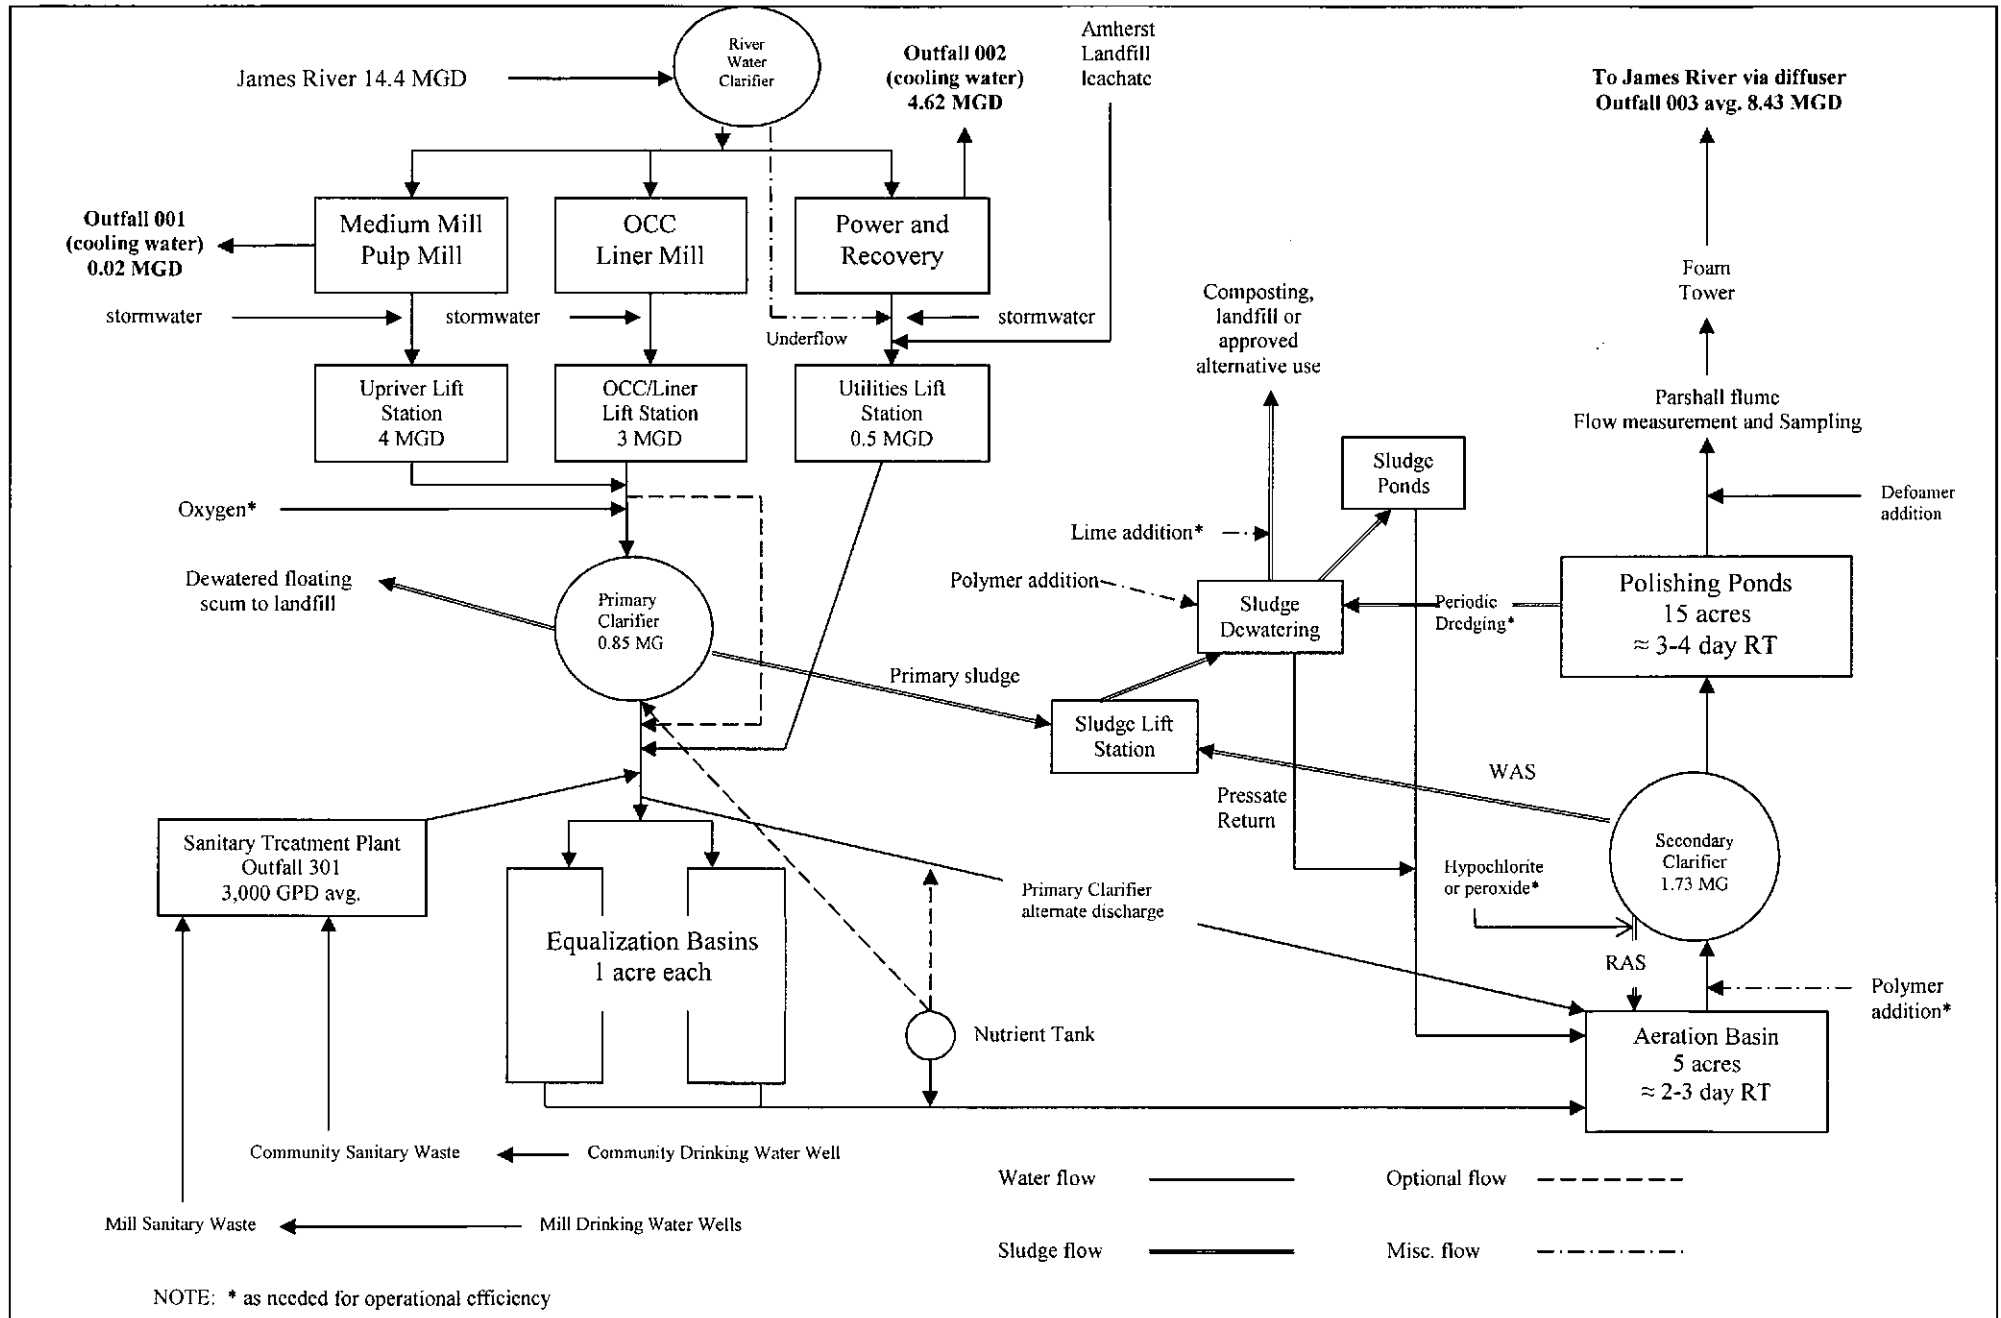 River
Water
Clarifier
James River 14.4 MGD
Outfall 002
(cooling water)
4.62 MGD
Amherst
Landfill
leachate
To James River via diffuser
Outfall 003 avg. 8.43 MGD
Outfall 001
(cooling water)
0.02 MGD
Medium Mill
Pulp Mill
OCC
Liner Mill
Power and
Recovery
stormwater
stormwater
Underflow
stormwater
Composting,
landfill or
approved
alternative use
Foam
Tower
Upriver Lift
Station
4 MGD
OCC/Liner
Lift Station
3 MGD
Utilities Lift
Station
0.5 MGD
Parshall flume
Flow measurement and Sampling
Sludge
Ponds
Oxygen*
Defoamer
addition
Lime addition*
Dewatered floating
scum to landfill
Primary
Clarifier
0.85 MG
Polymer addition
Sludge
Dewatering
Periodic
Dredging*
Polishing Ponds
15 acres
≈ 3-4 day RT
Primary sludge
Sludge Lift
Station
WAS
Pressate
Return
Sanitary Treatment Plant
Outfall 301
3,000 GPD avg.
Secondary
Clarifier
1.73 MG
Hypochlorite
or peroxide*
Primary Clarifier
alternate discharge
Equalization Basins
1 acre each
RAS
Polymer
addition*
Nutrient Tank
Aeration Basin
5 acres
≈ 2-3 day RT
Community Sanitary Waste
Community Drinking Water Well
Water flow
Optional flow
Mill Sanitary Waste
Mill Drinking Water Wells
Sludge flow
Misc. flow
NOTE: * as needed for operational efficiency